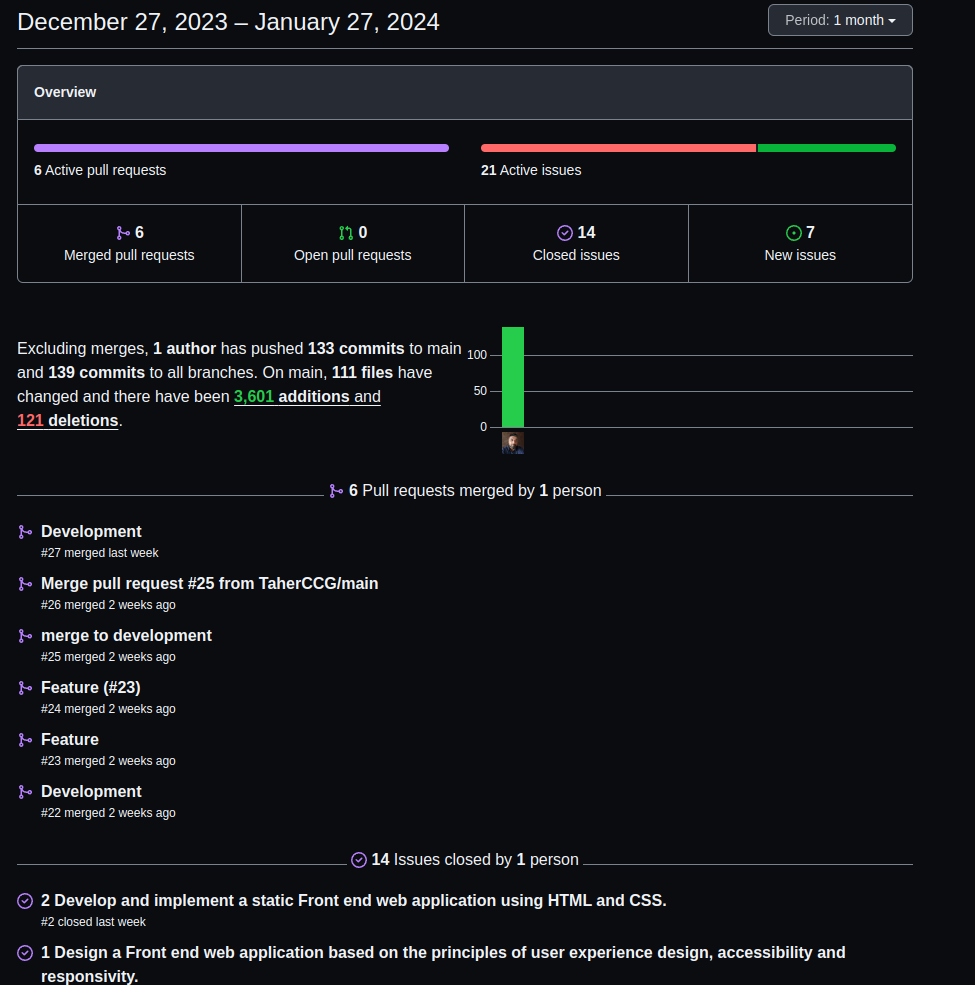 December 27, 2023 – January 27, 2024
Period: 1 month
Overview
6 Active pull requests
21 Active issues
6
Merged pull requests
0
Open pull requests
14
Closed issues
7
New issues
Excluding merges, 1 author has pushed 133 commits to main
and 139 commits to all branches. On main, 111 files have
changed and there have been 3,601 additions and
121 deletions.
100
50
0
6 Pull requests merged by 1 person
Development
#27 merged last week
Merge pull request #25 from TaherCCG/main
#26 merged 2 weeks ago
merge to development
#25 merged 2 weeks ago
Feature (#23)
#24 merged 2 weeks ago
Feature
#23 merged 2 weeks ago
Development
#22 merged 2 weeks ago
14 Issues closed by 1 person
2 Develop and implement a static Front end web application using HTML and CSS.
#2 closed last week
1 Design a Front end web application based on the principles of user experience design, accessibility and
responsivity.